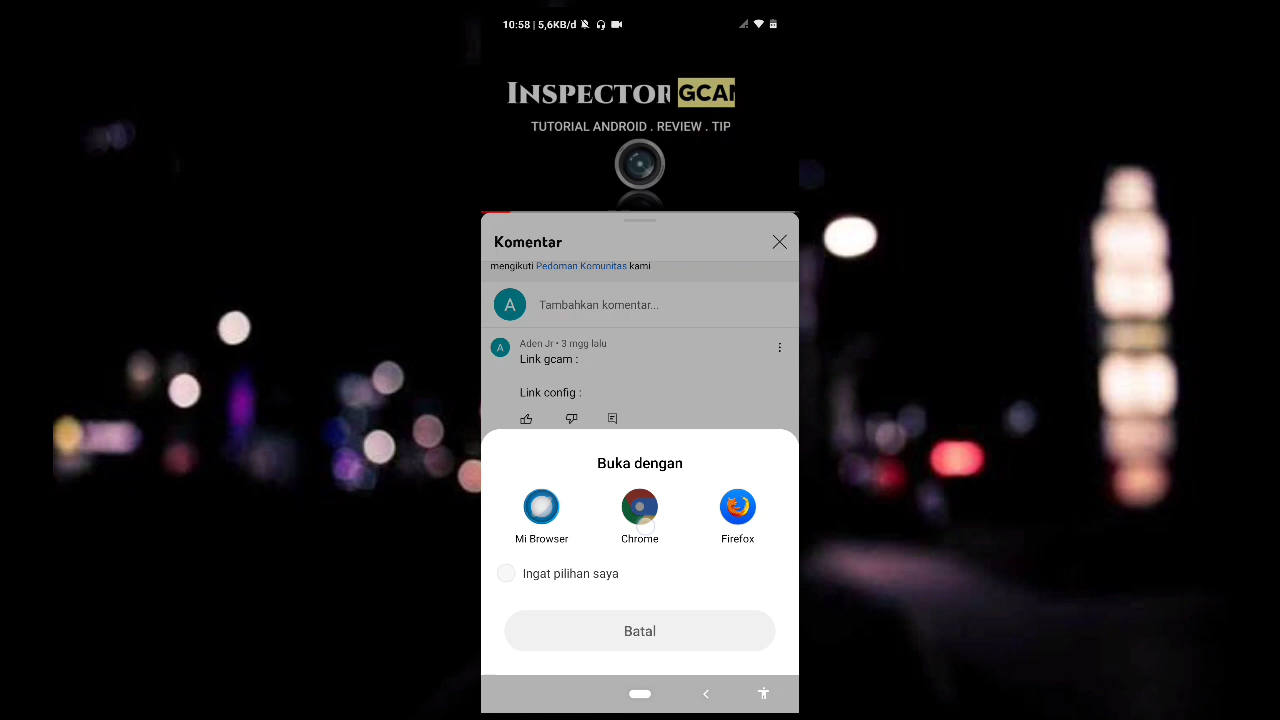 10:58 | 5,6KB/d
INSPECTOR GCAM
TUTORIAL ANDROID . REVIEW . TIP
Komentar
mengikuti Pedoman Komunitas kami
A
Tambahkan komentar...
A
Aden Jr • 3 mgg lalu
Link gcam :
Link config :
Buka dengan
Mi Browser
Chrome
Firefox
Ingat pilihan saya
Batal